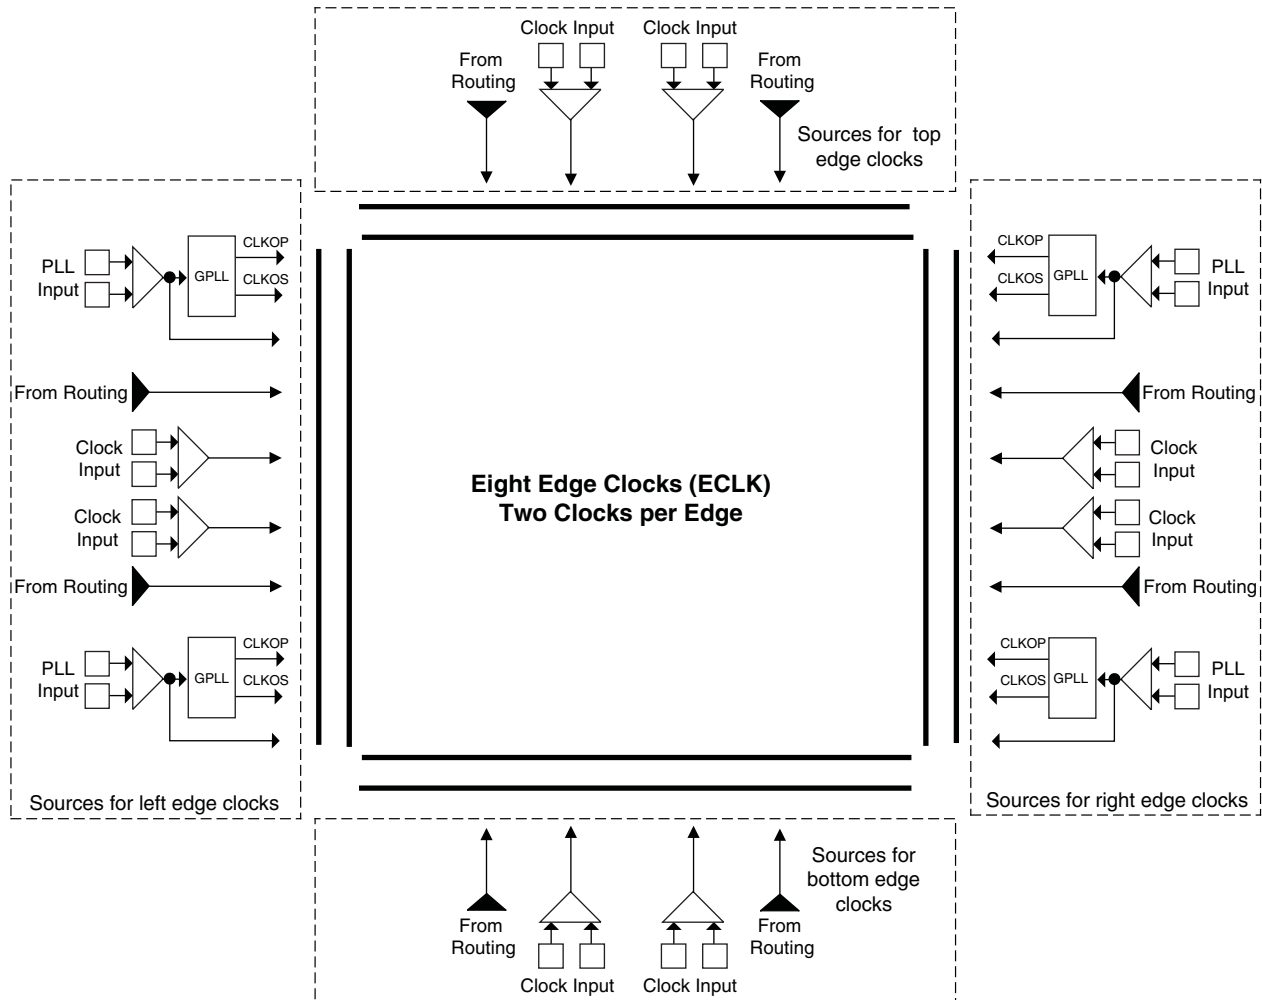 Clock Input
Clock Input
From
Routing
From
Routing
Sources for top
edge clocks
PLL
Input
GPLL
CLKOP
CLKOS
From Routing
Clock
Input
Clock
Input
From Routing
PLL
Input
GPLL
CLKOP
CLKOS
Sources for left edge clocks
Eight Edge Clocks (ECLK)
Two Clocks per Edge
CLKOP
CLKOS
GPLL
PLL
Input
From Routing
Clock
Input
Clock
Input
From Routing
CLKOP
CLKOS
GPLL
PLL
Input
Sources for right edge clocks
Sources for
bottom edge
clocks
From
Routing
From
Routing
Clock Input
Clock Input